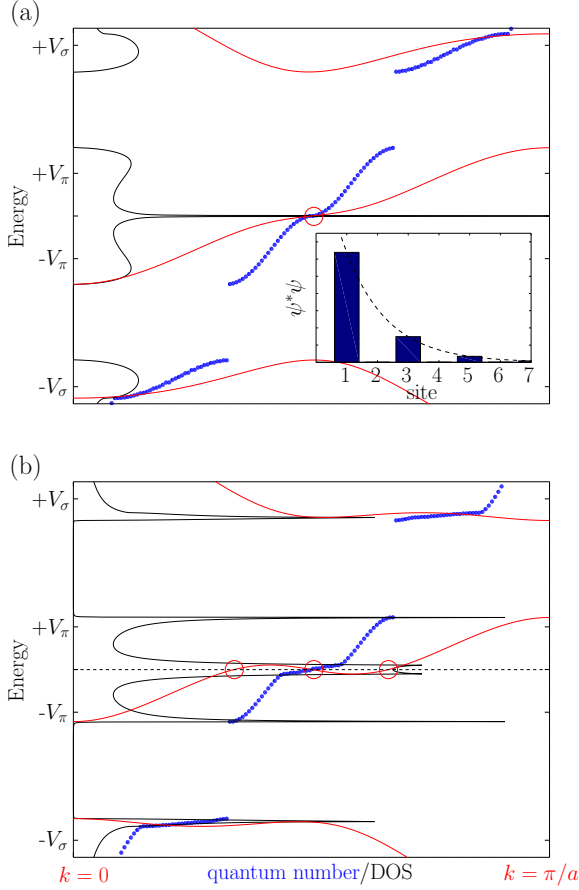 (a)
+V_σ
+V_π
Energy
-V_π
-V_σ
ψ*ψ
1 2 3 4 5 6 7
site
(b)
+V_σ
+V_π
Energy
-V_π
-V_σ
k = 0 quantum number/DOS k = π/a